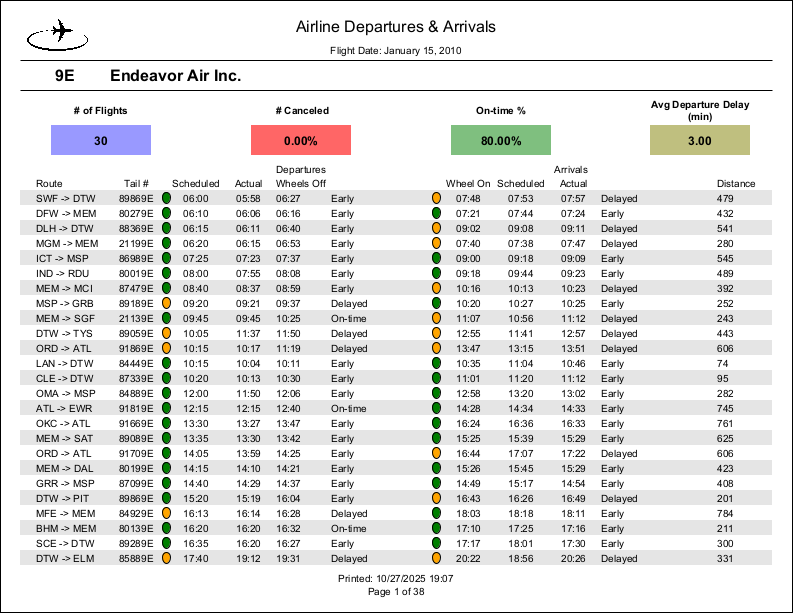 Airline Departures & Arrivals
Flight Date: January 15, 2010
9E Endeavor Air Inc.
# of Flights # Canceled On-time % Avg Departure Delay (min)
30 0.00% 80.00% 3.00
Departures Arrivals
Route Tail # Scheduled Actual Wheels Off Wheel On Scheduled Actual Distance
SWF -> DTW 89869E 06:00 05:58 06:27 Early 07:48 07:53 07:57 Delayed 479
DFW -> MEM 80279E 06:10 06:06 06:16 Early 07:21 07:44 07:24 Early 432
DLH -> DTW 88369E 06:15 06:11 06:40 Early 09:02 09:08 09:11 Delayed 541
MGM -> MEM 21199E 06:20 06:15 06:53 Early 07:40 07:38 07:47 Delayed 280
ICT -> MSP 86989E 07:25 07:23 07:37 Early 09:00 09:18 09:09 Early 545
IND -> RDU 80019E 08:00 07:55 08:08 Early 09:18 09:44 09:23 Early 489
MEM -> MCI 87479E 08:40 08:37 08:59 Early 10:16 10:13 10:23 Delayed 392
MSP -> GRB 89189E 09:20 09:21 09:37 Delayed 10:20 10:27 10:25 Early 252
MEM -> SGF 21139E 09:45 09:45 10:25 On-time 11:07 10:56 11:12 Delayed 243
DTW -> TYS 89059E 10:05 11:37 11:50 Delayed 12:55 11:41 12:57 Delayed 443
ORD -> ATL 91869E 10:15 10:17 11:19 Delayed 13:47 13:15 13:51 Delayed 606
LAN -> DTW 84449E 10:15 10:04 10:11 Early 10:35 11:04 10:46 Early 74
CLE -> DTW 87339E 10:20 10:13 10:30 Early 11:01 11:20 11:12 Early 95
OMA -> MSP 84889E 12:00 11:50 12:06 Early 12:58 13:20 13:02 Early 282
ATL -> EWR 91819E 12:15 12:15 12:40 On-time 14:28 14:34 14:33 Early 745
OKC -> ATL 91669E 13:30 13:27 13:47 Early 16:24 16:36 16:33 Early 761
MEM -> SAT 89089E 13:35 13:30 13:42 Early 15:25 15:39 15:29 Early 625
ORD -> ATL 91709E 14:05 13:59 14:25 Early 16:44 17:07 17:22 Delayed 606
MEM -> DAL 80199E 14:15 14:10 14:21 Early 15:26 15:45 15:29 Early 423
GRR -> MSP 87099E 14:40 14:29 14:37 Early 14:49 15:17 14:54 Early 408
DTW -> PIT 89869E 15:20 15:19 16:04 Early 16:43 16:26 16:49 Delayed 201
MFE -> MEM 84929E 16:13 16:14 16:28 Delayed 18:03 18:18 18:11 Early 784
BHM -> MEM 80139E 16:20 16:20 16:32 On-time 17:10 17:25 17:16 Early 211
SCE -> DTW 89289E 16:35 16:20 16:27 Early 17:17 18:01 17:30 Early 300
DTW -> ELM 85889E 17:40 19:12 19:31 Delayed 20:22 18:56 20:26 Delayed 331
Printed: 10/27/2025 19:07
Page 1 of 38